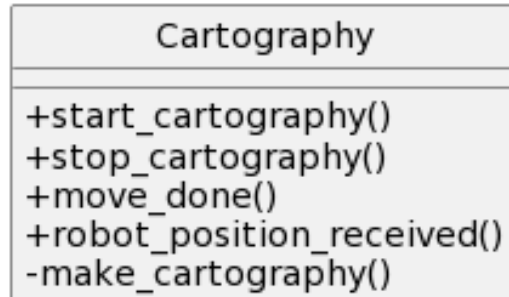 Cartography
+start_cartography()
+stop_cartography()
+move_done()
+robot_position_received()
-make_cartography()